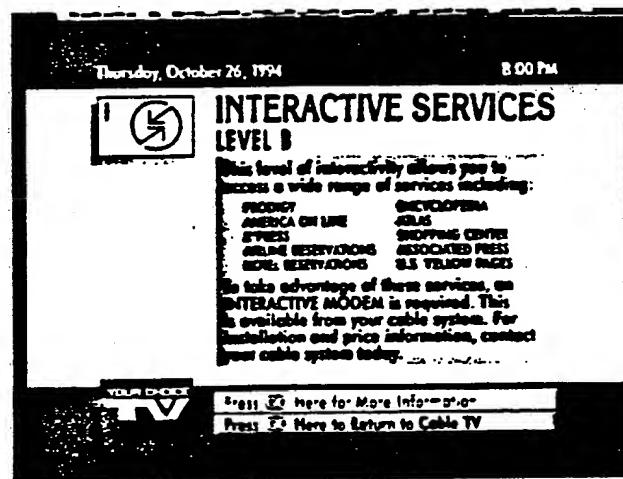 Thursday, October 26, 1994 8:00 PM
INTERACTIVE SERVICES
LEVEL B
This level of interactivity allows you to
access a wide range of services including:
PRODIGY ENCYCLOPEDIA
AMERICA ON LINE ATLAS
X*PRESS SHOPPING CENTER
AIRLINE RESERVATIONS ASSOCIATED PRESS
HOTEL RESERVATIONS U.S. YELLOW PAGES
To take advantage of these services, an
INTERACTIVE MODEM is required. This
is available from your cable system. For
installation and price information, contact
your cable system today.
YOUR CHOICE
TV
Press Here for More Information
Press Here to Return to Cable TV